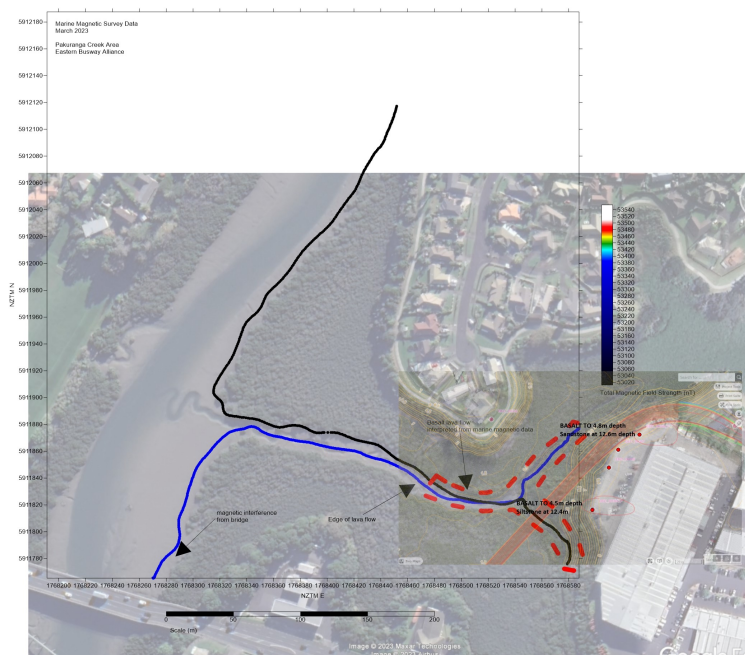 Marine Magnetic Survey Data
March 2023
Pakuranga Creek Area
Eastern Busway Alliance
5912180
5912160
5912140
5912120
5912100
5912080
5912060
5912040
5912020
5912000
5911980
5911960
5911940
5911920
5911900
5911880
5911860
5911840
5911820
5911800
5911780
NZTM N
53540
53520
53500
53480
53460
53440
53420
53400
53380
53360
53340
53320
53300
53280
53260
53240
53220
53200
53180
53160
53140
53120
53100
53080
53060
53040
53020
Total Magnetic Field Strength (nT)
Basalt lava flow
interpreted from marine magnetic data
BASALT TO 4.8m depth
Sandstone at 12.6m depth
BASALT TO 4.5m depth
Siltstone at 12.4m
magnetic interference
from bridge
Edge of lava flow
1768200 1768220 1768240 1768260 1768280 1768300 1768320 1768340 1768360 1768380 1768400 1768420 1768440 1768460 1768480 1768500 1768520 1768540 1768560 1768580
NZTM E
0 50 100 150 200
Scale (m)
Image © 2023 Maxar Technologies